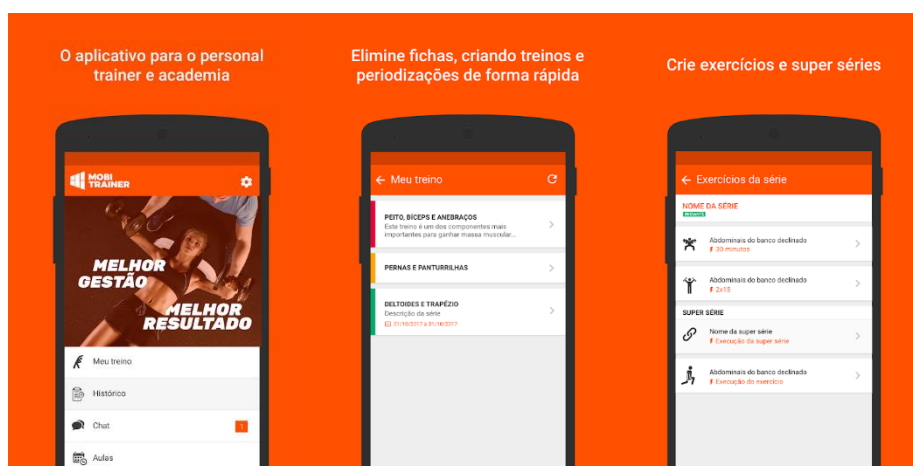 O aplicativo para o personal
trainer e academia
MOBI
TRAINER
MELHOR
GESTÃO
MELHOR
RESULTADO
Meu treino
Histórico
Chat
1
Aulas
Elimine fichas, criando treinos e
periodizações de forma rápida
Meu treino
PEITO, BÍCEPS E ANEBRAÇOS
Este treino é um dos componentes mais
importantes para ganhar massa muscular...
PERNAS E PANTURRILHAS
DELTOIDES E TRAPÉZIO
Descrição da série
01/10/2017 a 01/10/2017
Crie exercícios e super séries
Exercícios da série
NOME DA SÉRIE
Abdominais do banco declinado
30 minutos
Abdominais do banco declinado
2x15
SUPER SÉRIE
Nome da super série
Execução da super série
Abdominais do banco declinado
Execução do exercício